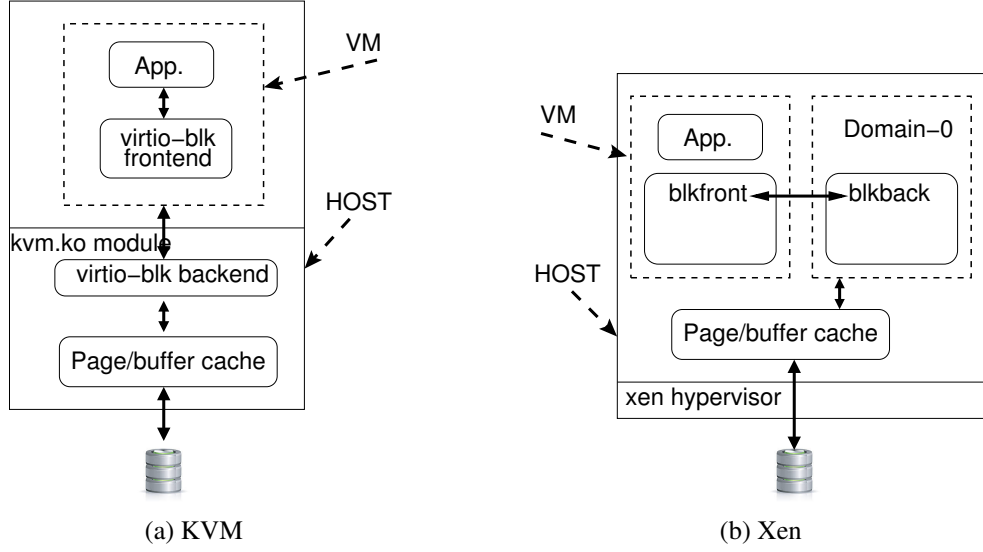 VM
App.
virtio−blk
frontend
HOST
kvm.ko module
virtio−blk backend
Page/buffer cache
(a) KVM
VM
App.
Domain−0
blkfront
blkback
HOST
Page/buffer cache
xen hypervisor
(b) Xen